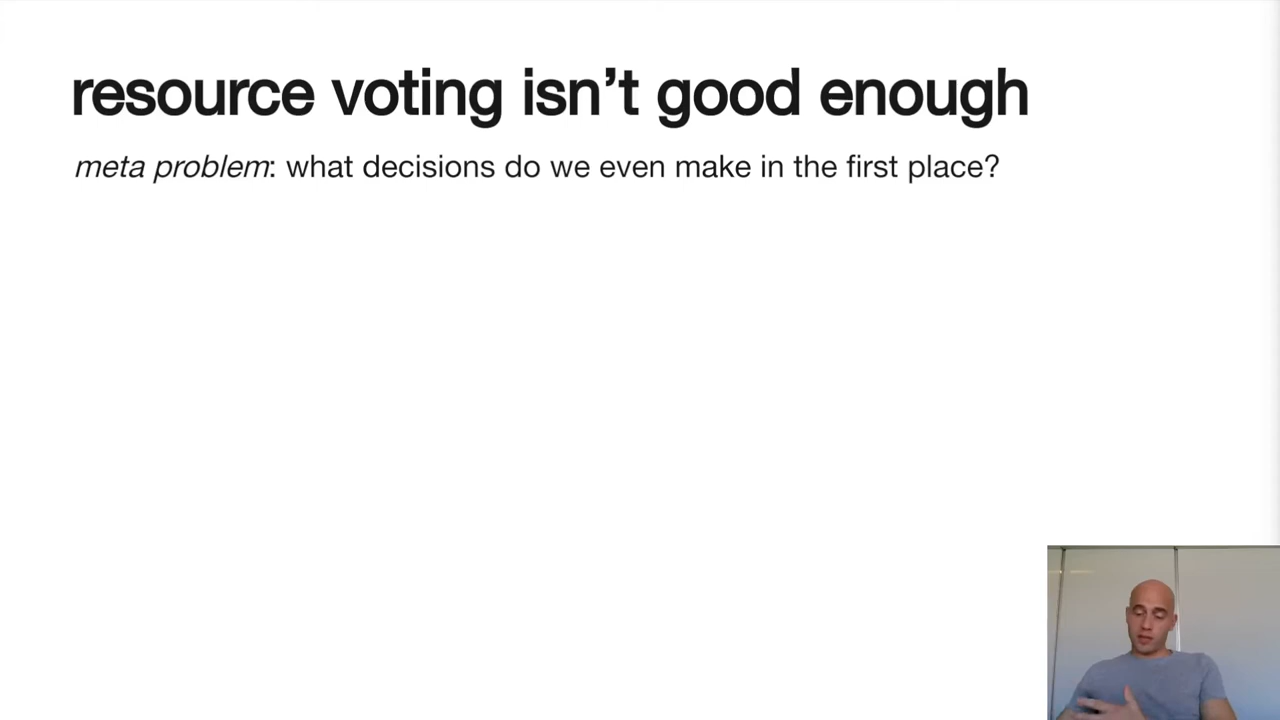 resource voting isn’t good enough
meta problem: what decisions do we even make in the first place?